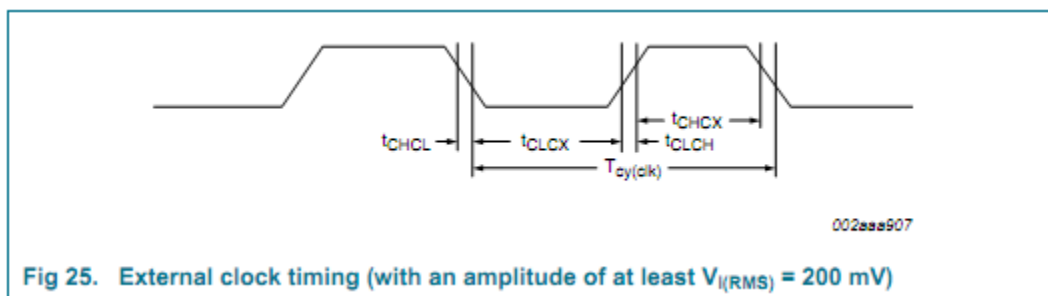 tCHCX
tCHCL tCLCX tCLCH
Tcy(clk)
002aaa907
Fig 25. External clock timing (with an amplitude of at least VI(RMS) = 200 mV)